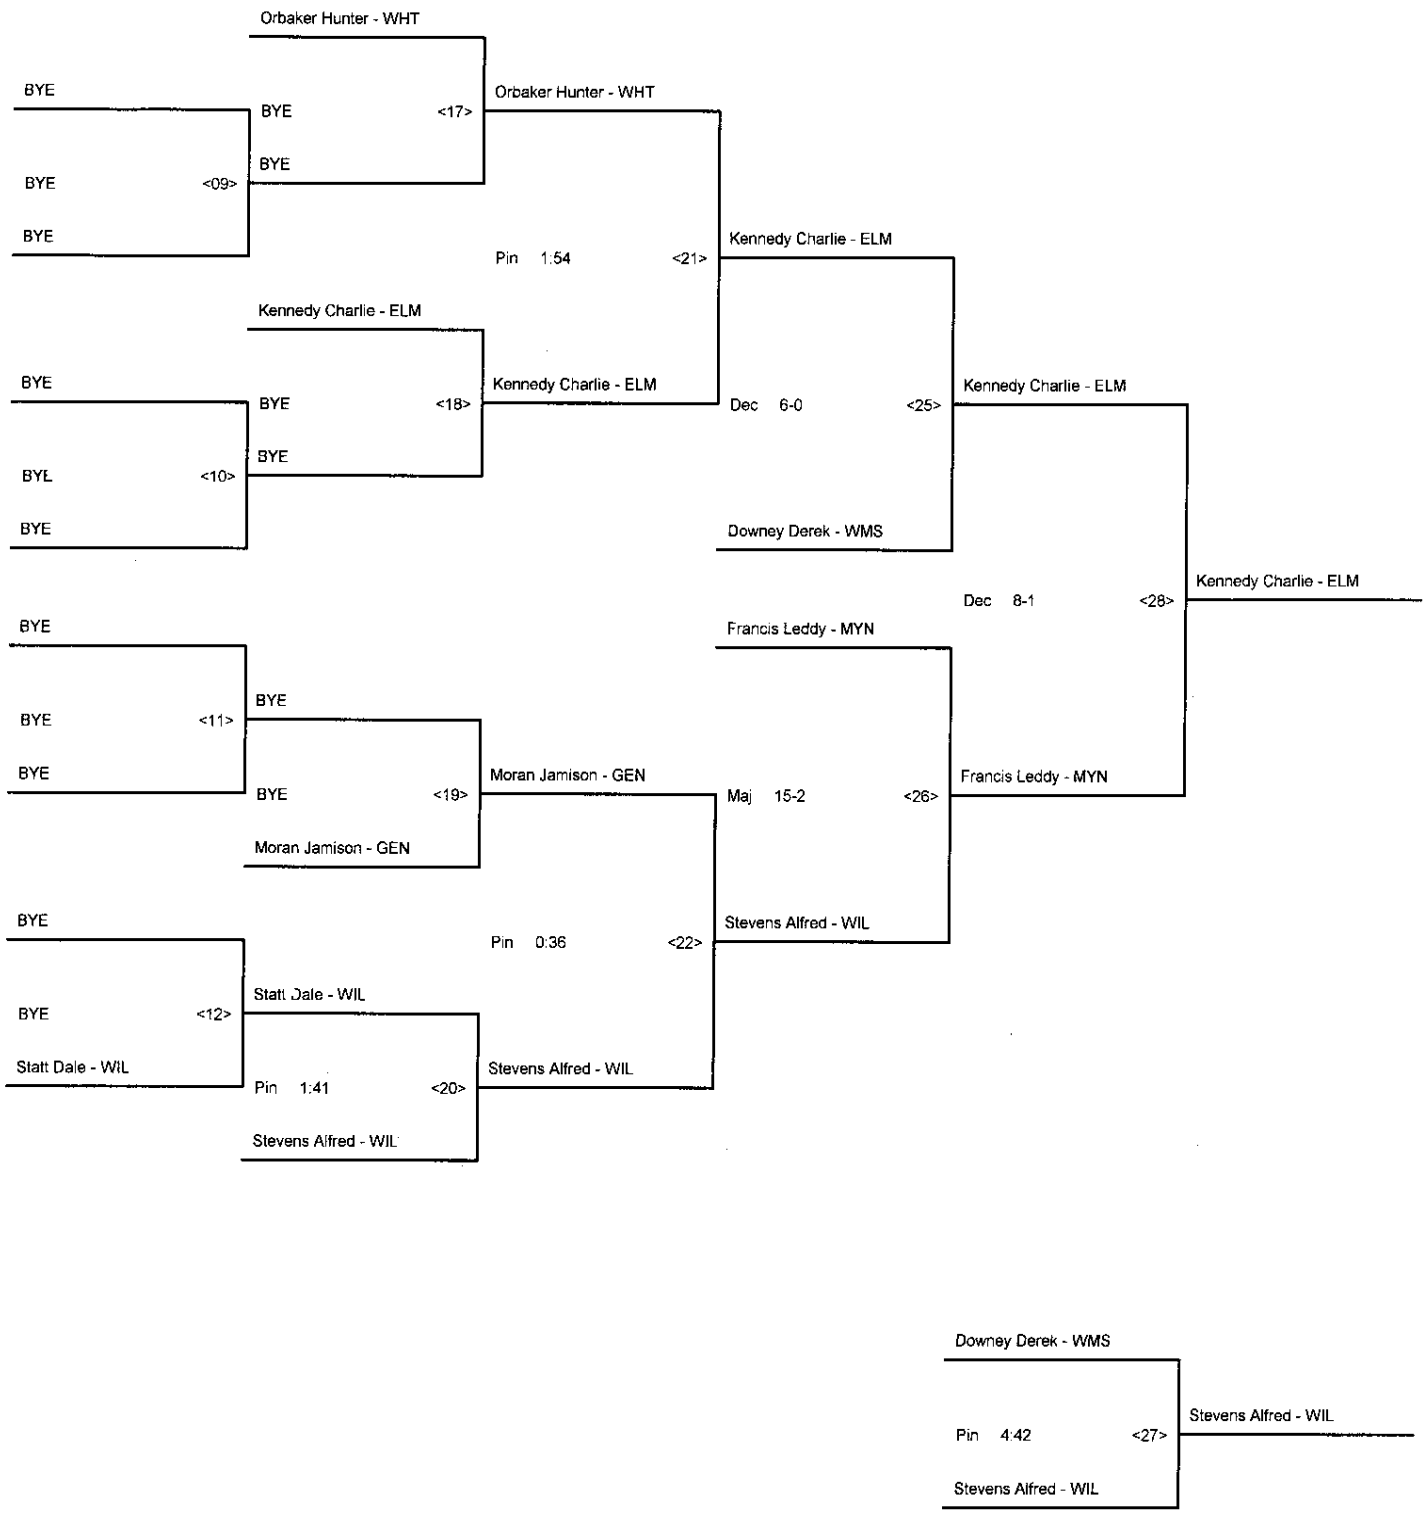 Orbaker Hunter - WHT
BYE
Orbaker Hunter - WHT
BYE <17>
BYE
BYE <09>
BYE
Kennedy Charlie - ELM
Pin 1:54 <21>
Kennedy Charlie - ELM
BYE
Kennedy Charlie - ELM
Kennedy Charlie - ELM
BYE <18>
Dec 6-0 <25>
BYE
BYE <10>
BYE
Downey Derek - WMS
Kennedy Charlie - ELM
Dec 8-1 <28>
BYE
Francis Leddy - MYN
BYE
BYE <11>
BYE
Moran Jamison - GEN
Francis Leddy - MYN
BYE <19>
Maj 15-2 <26>
Moran Jamison - GEN
BYE
Stevens Alfred - WIL
Pin 0:36 <22>
Statt Dale - WIL
BYE <12>
Statt Dale - WIL
Stevens Alfred - WIL
Pin 1:41 <20>
Stevens Alfred - WIL
Downey Derek - WMS
Stevens Alfred - WIL
Pin 4:42 <27>
Stevens Alfred - WIL